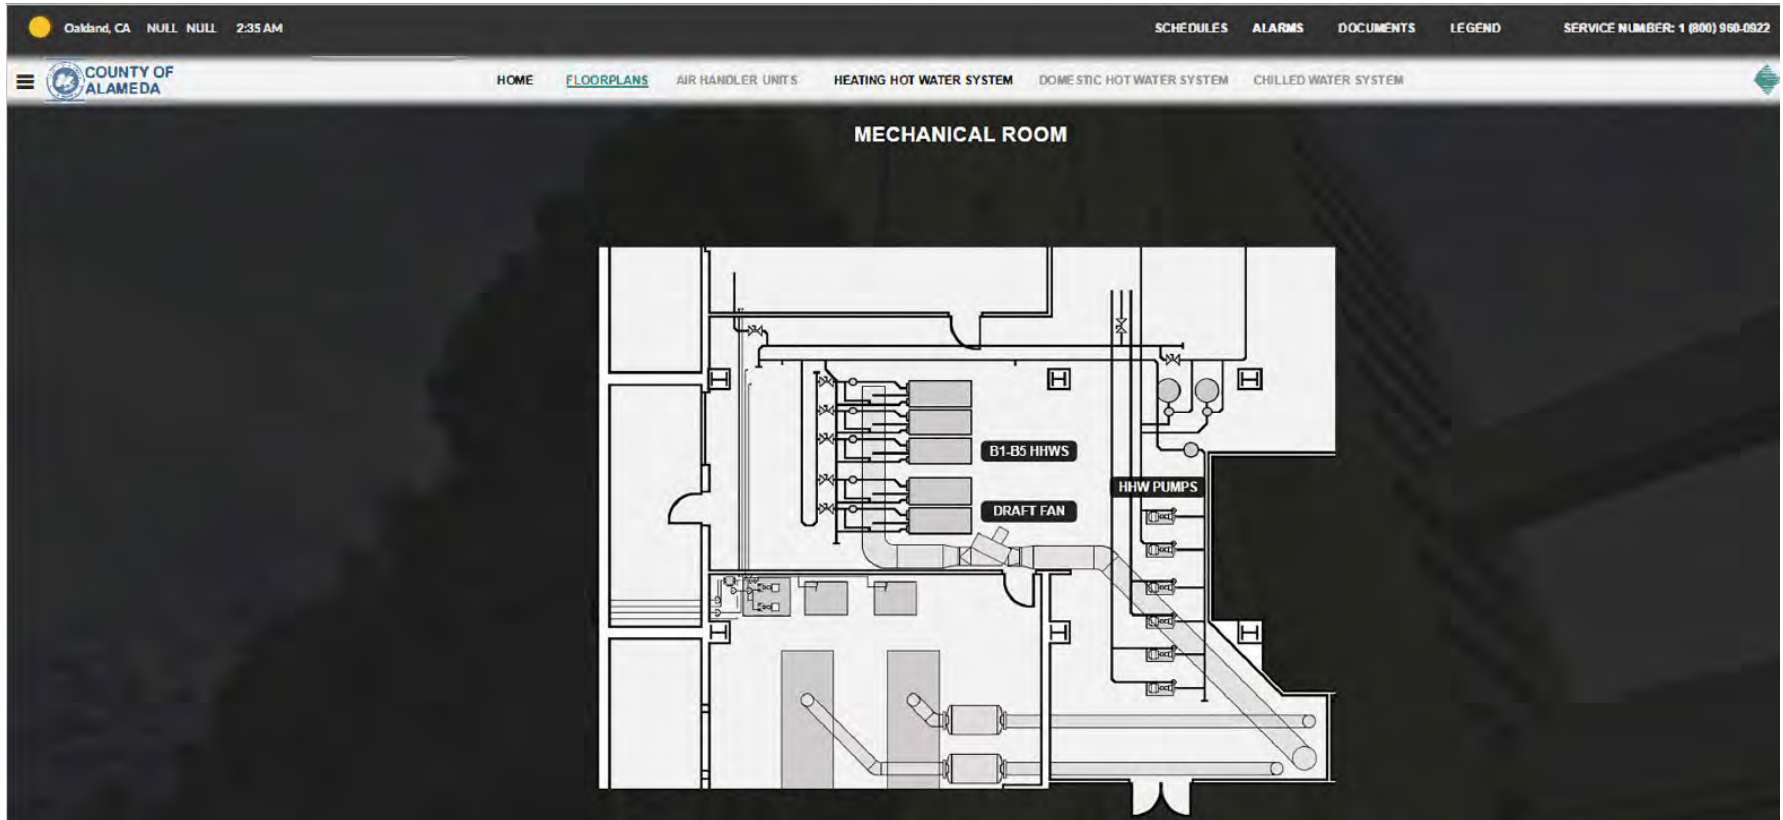 Oakland, CA NULL NULL 2:35 AM SCHEDULES ALARMS DOCUMENTS LEGEND SERVICE NUMBER: 1 (800) 960-0922
COUNTY OF
ALAMEDA
HOME FLOORPLANS AIR HANDLER UNITS HEATING HOT WATER SYSTEM DOMESTIC HOT WATER SYSTEM CHILLED WATER SYSTEM
MECHANICAL ROOM
B1-B5 HHWS
HHW PUMPS
DRAFT FAN